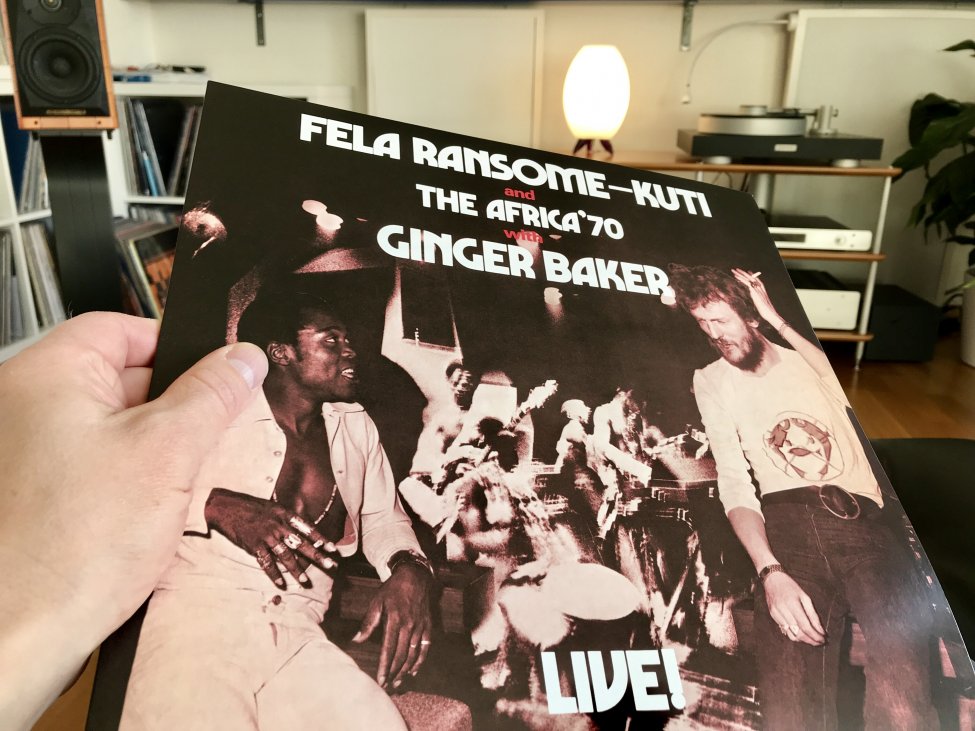 FELA RANSOME-KUTI
and
THE AFRICA'70
with
GINGER BAKER
LIVE!